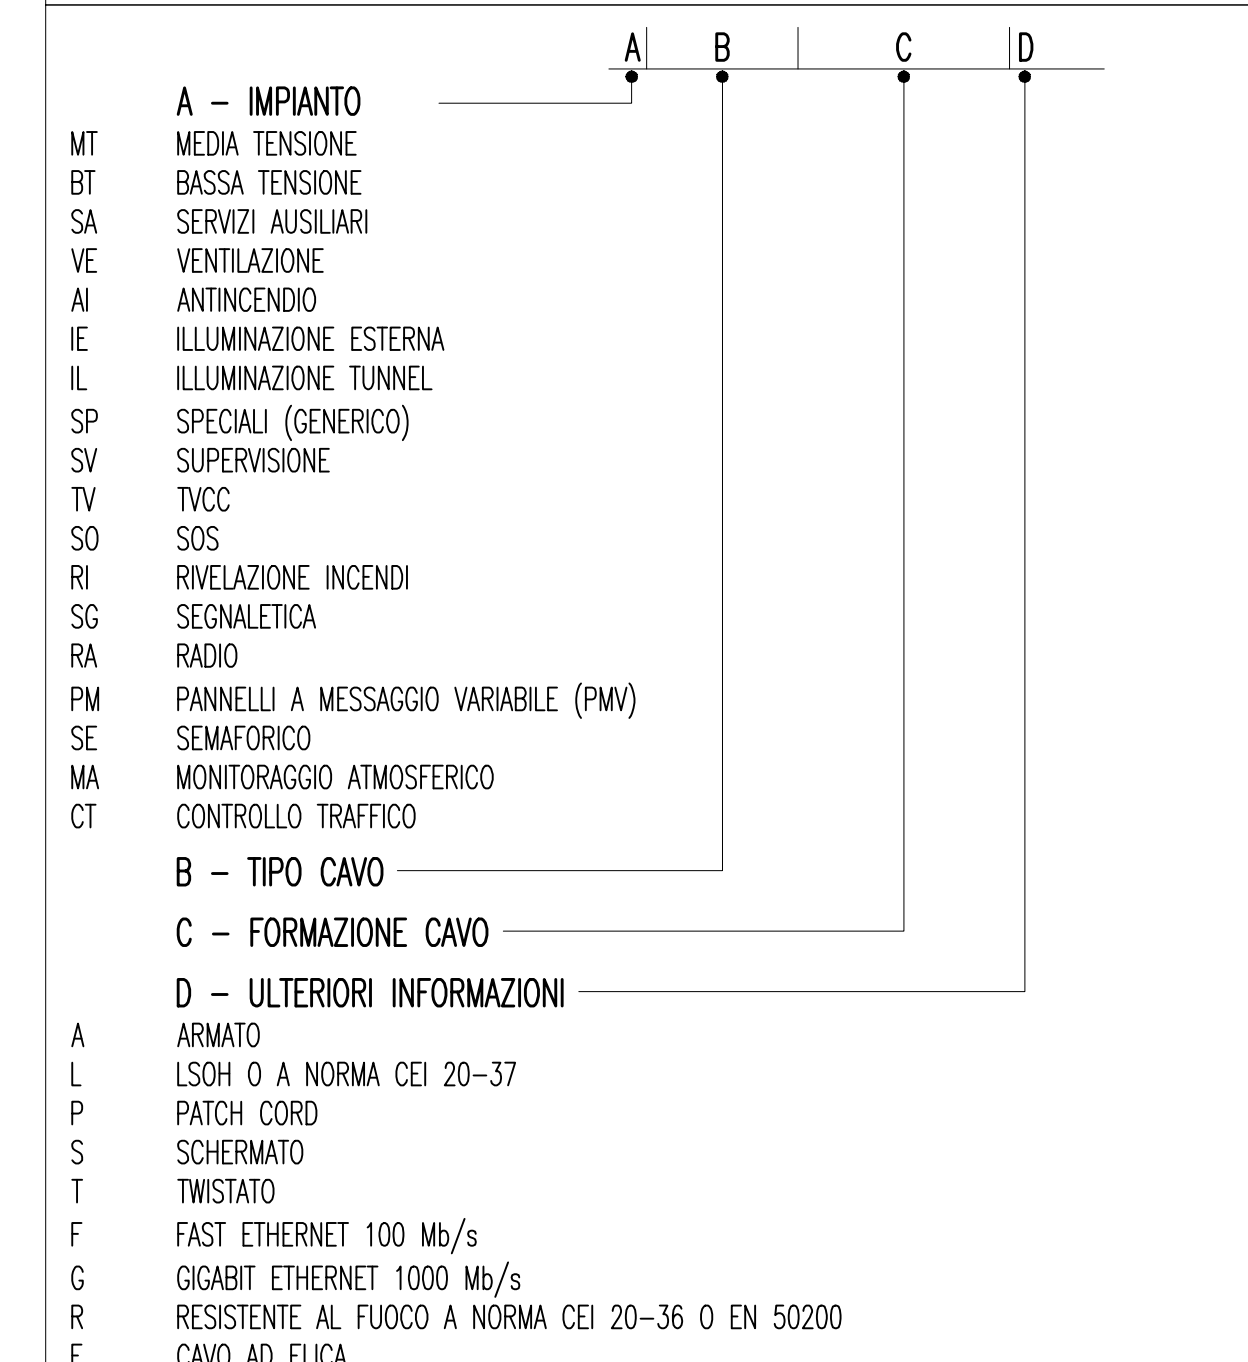 A B C D
A – IMPIANTO
MT MEDIA TENSIONE
BT BASSA TENSIONE
SA SERVIZI AUSILIARI
VE VENTILAZIONE
AI ANTINCENDIO
IE ILLUMINAZIONE ESTERNA
IL ILLUMINAZIONE TUNNEL
SP SPECIALI (GENERICO)
SV SUPERVISIONE
TV TVCC
SO SOS
RI RIVELAZIONE INCENDI
SG SEGNALETICA
RA RADIO
PM PANNELLI A MESSAGGIO VARIABILE (PMV)
SE SEMAFORICO
MA MONITORAGGIO ATMOSFERICO
CT CONTROLLO TRAFFICO
B – TIPO CAVO
C – FORMAZIONE CAVO
D – ULTERIORI INFORMAZIONI
A ARMATO
L LSOH O A NORMA CEI 20–37
P PATCH CORD
S SCHERMATO
T TWISTATO
F FAST ETHERNET 100 Mb/s
G GIGABIT ETHERNET 1000 Mb/s
R RESISTENTE AL FUOCO A NORMA CEI 20–36 O EN 50200
CAVO AD ELICA